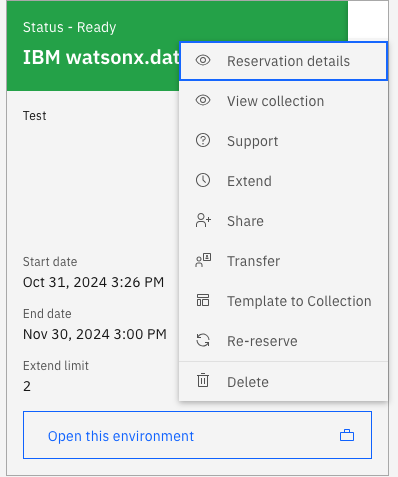 Status - Ready
IBM watsonx.dat
Test
Start date
Oct 31, 2024 3:26 PM
End date
Nov 30, 2024 3:00 PM
Extend limit
2
Open this environment
Reservation details
View collection
Support
Extend
Share
Transfer
Template to Collection
Re-reserve
Delete